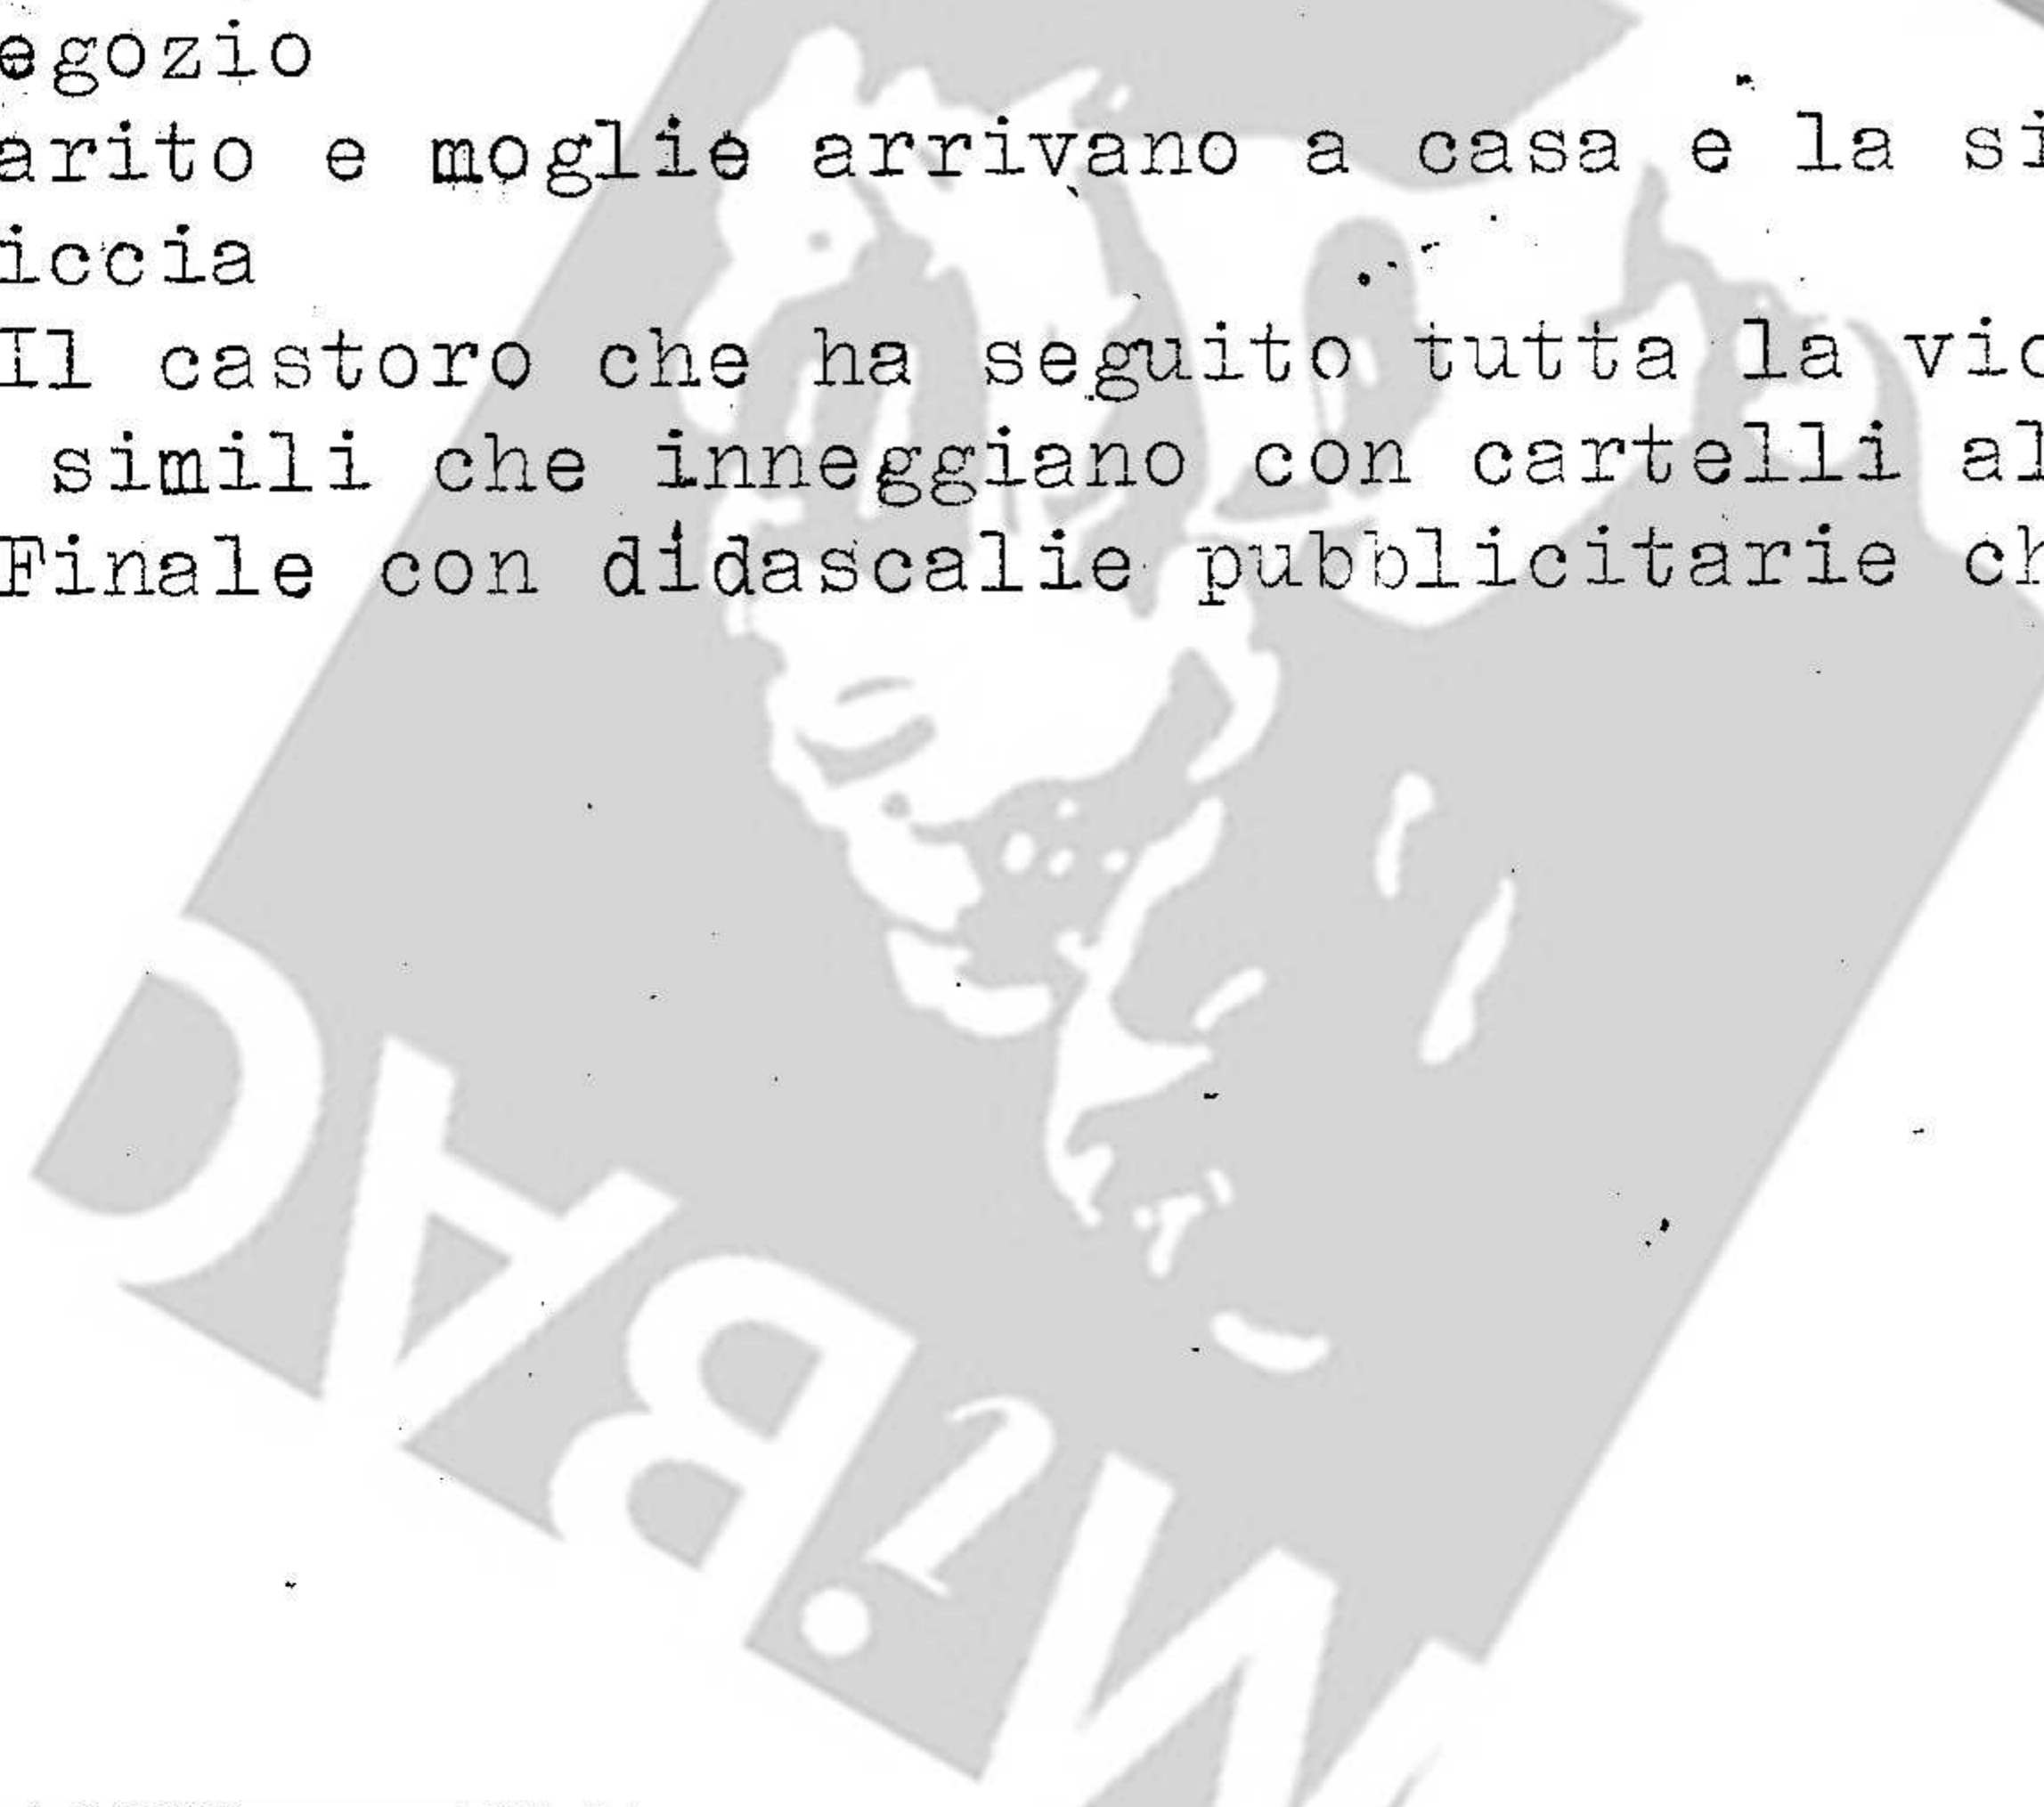 egozio
arito e moglie arrivano a casa e la si
iccia
Il castoro che ha seguito tutta la vic
simili che inneggiano con cartelli al
Finale con didascalie pubblicitarie ch
MiBAC